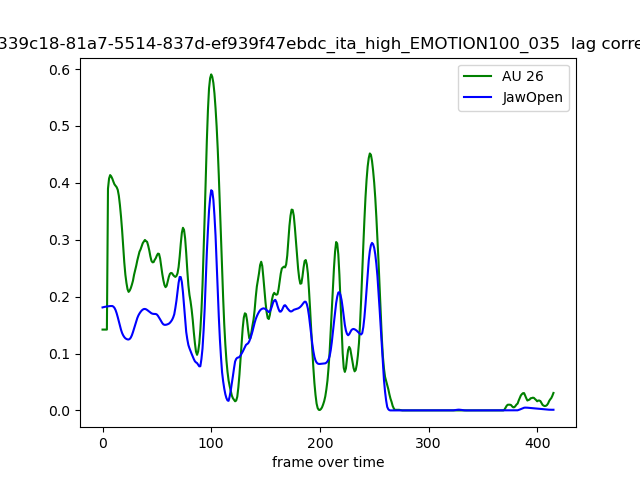 339c18-81a7-5514-837d-ef939f47ebdc_ita_high_EMOTION100_035 lag corre
AU 26
JawOpen
0.6
0.5
0.4
0.3
0.2
0.1
0.0
0 100 200 300 400
frame over time